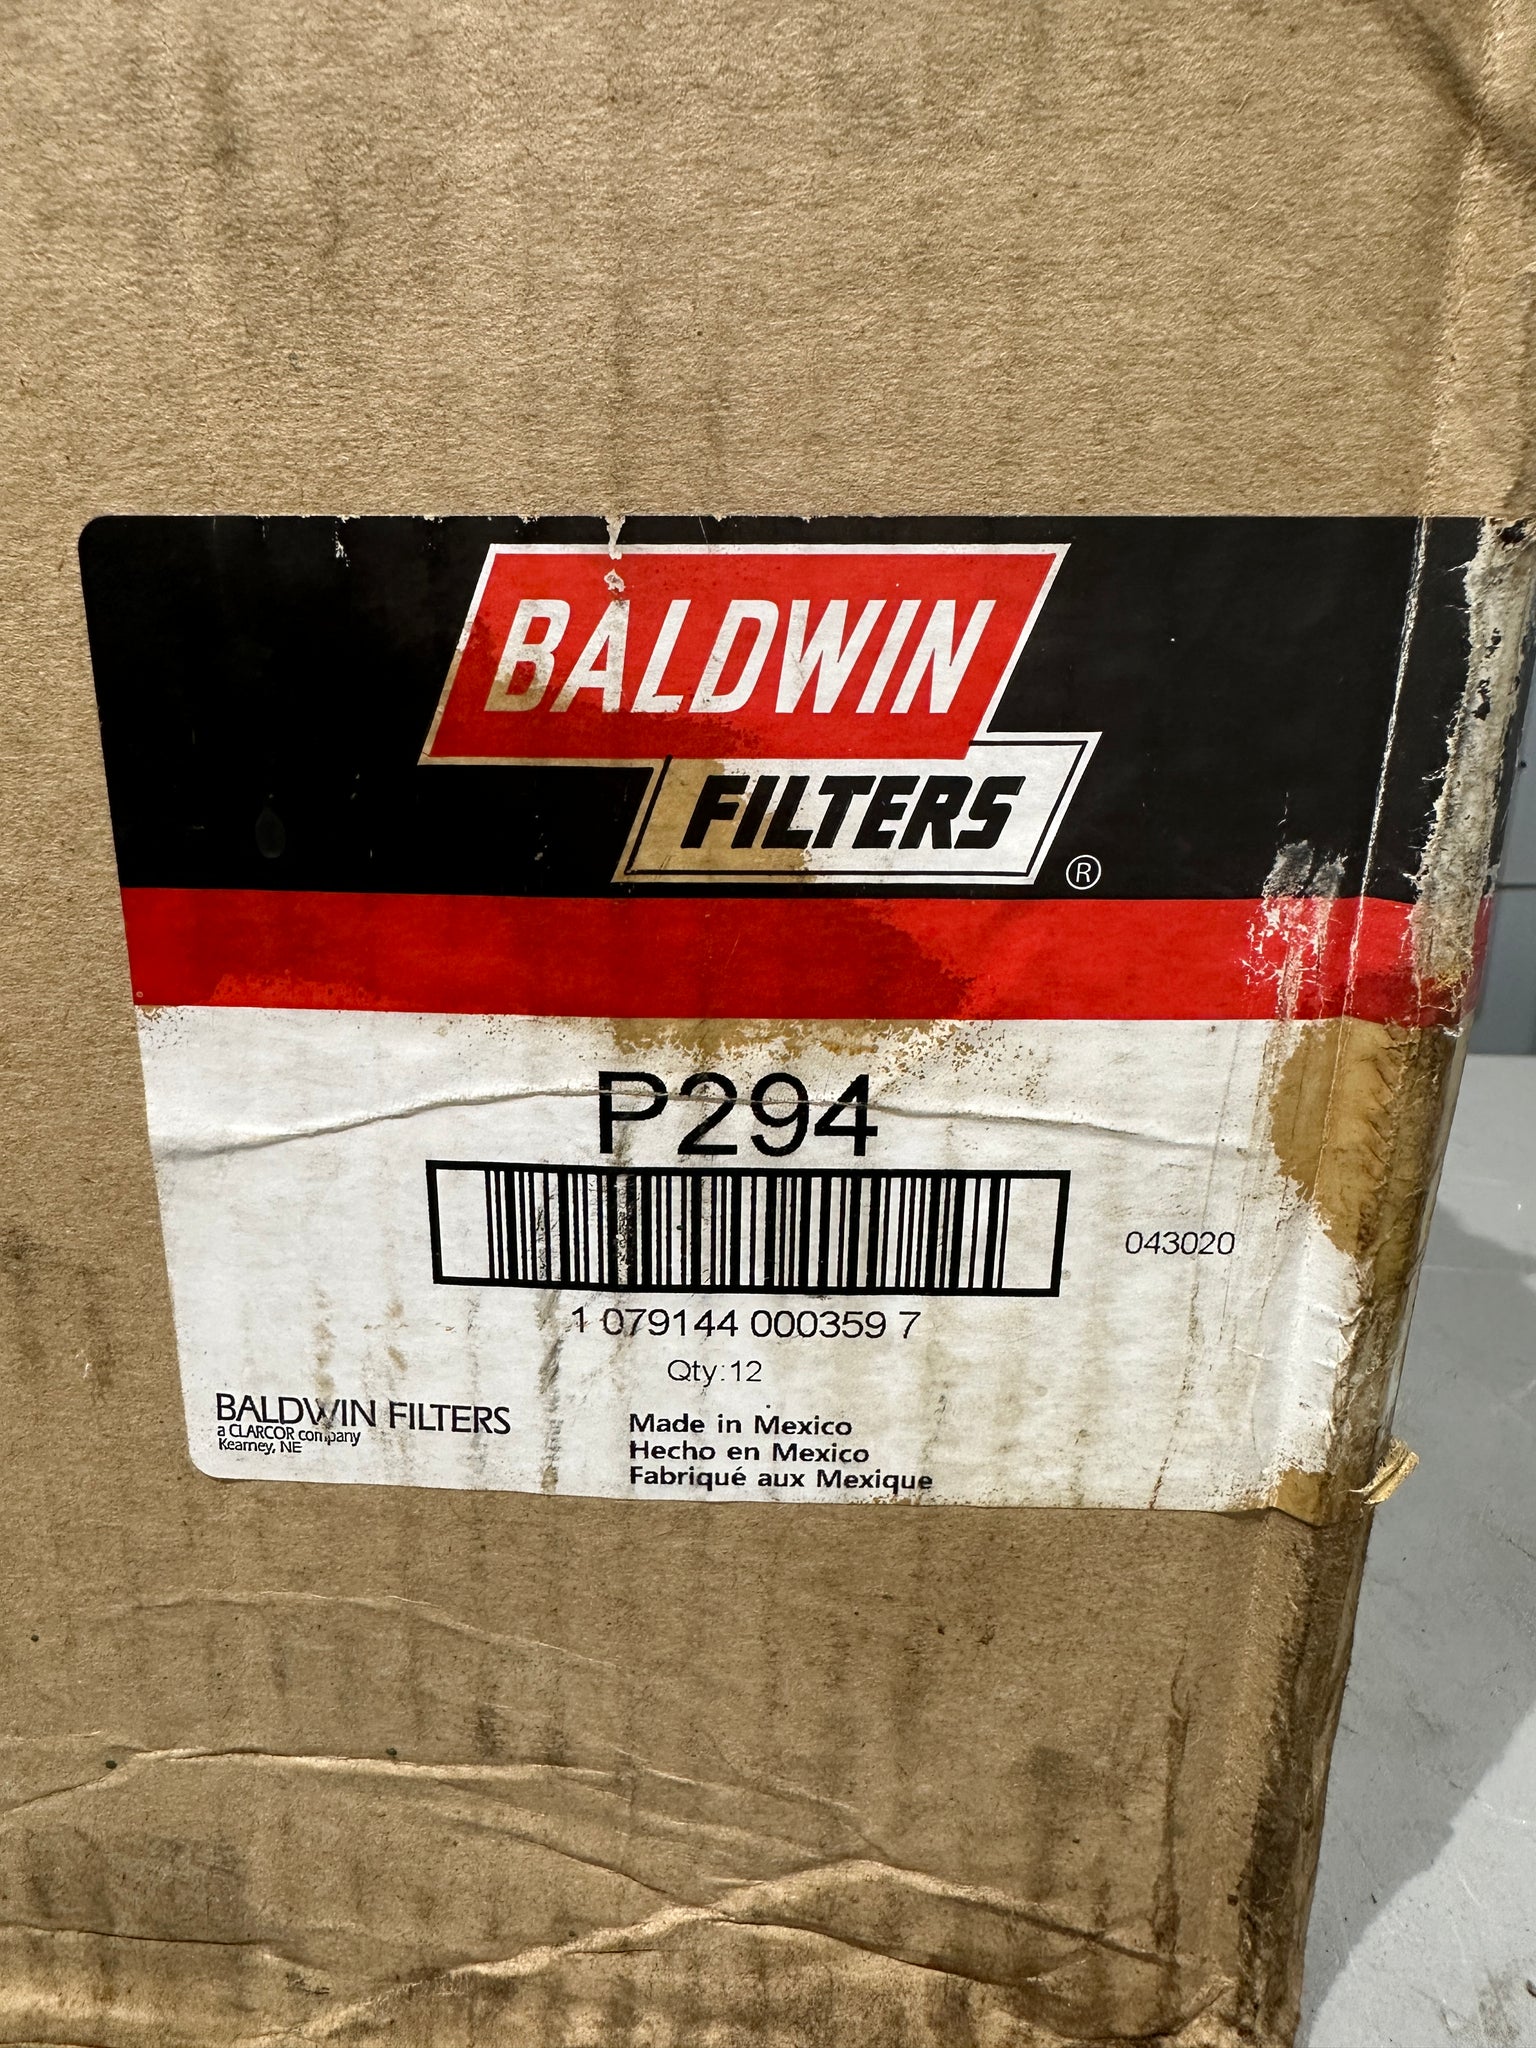 BALDWIN
FILTERS
®
P294
043020
1 079144 000359 7
Qty:12
BALDWIN FILTERS
a CLARCOR company
Kearney, NE
Made in Mexico
Hecho en Mexico
Fabriqué aux Mexique